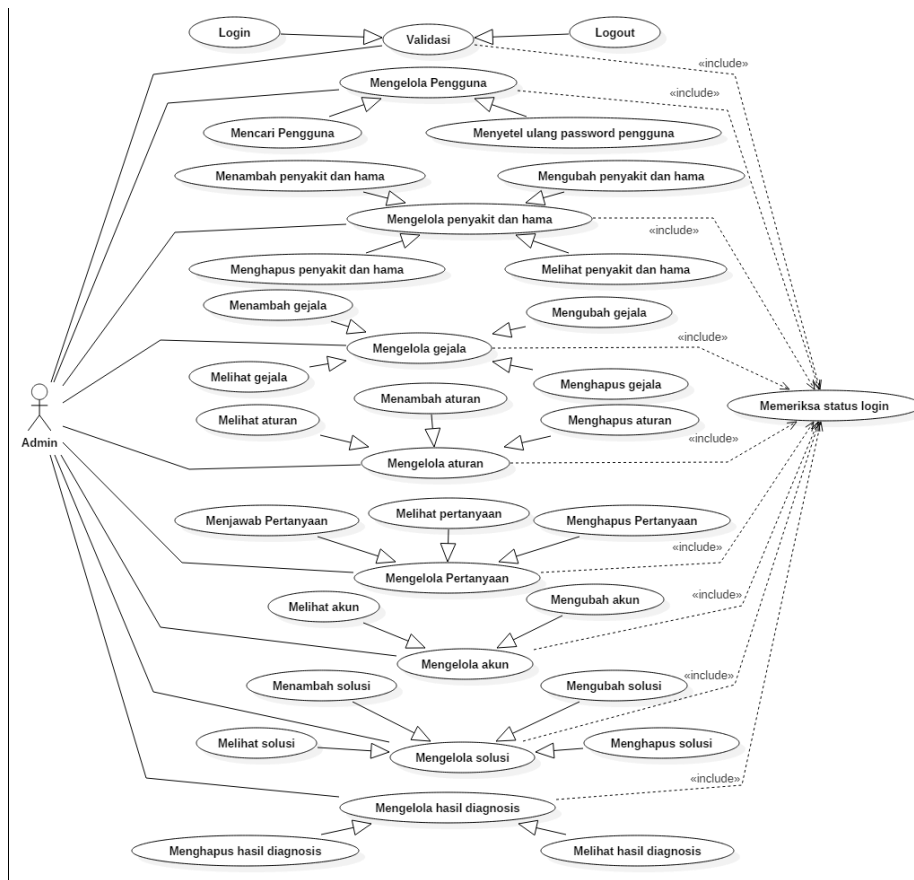 Login
Validasi
Logout
«include»
Mengelola Pengguna
«include»
Mencari Pengguna
Menyetel ulang password pengguna
Menambah penyakit dan hama
Mengubah penyakit dan hama
Mengelola penyakit dan hama
«include»
Menghapus penyakit dan hama
Melihat penyakit dan hama
Menambah gejala
Mengubah gejala
«include»
Mengelola gejala
Melihat gejala
Menghapus gejala
Menambah aturan
Memeriksa status login
Melihat aturan
Menghapus aturan
Admin
«include»
Mengelola aturan
Melihat pertanyaan
Menjawab Pertanyaan
Menghapus Pertanyaan
«include»
Mengelola Pertanyaan
Melihat akun
Mengubah akun
«include»
Mengelola akun
«include»
Menambah solusi
Mengubah solusi
Melihat solusi
Menghapus solusi
Mengelola solusi
«include»
Mengelola hasil diagnosis
Menghapus hasil diagnosis
Melihat hasil diagnosis